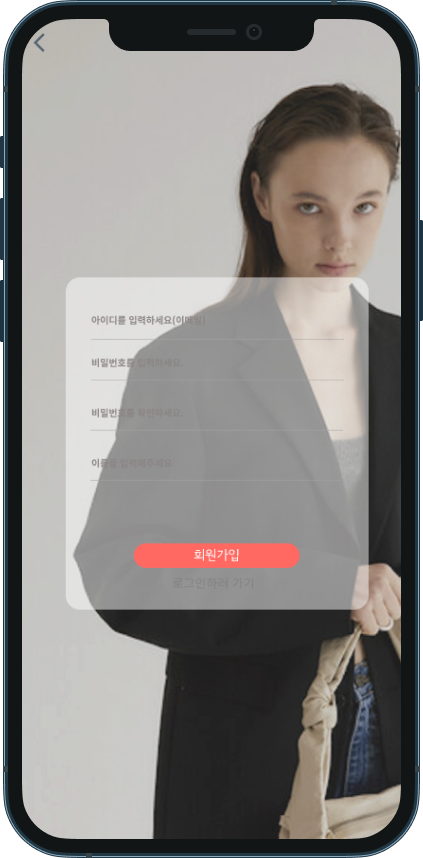 아이디를 입력하세요(이메일)
비밀번호를 입력하세요.
비밀번호를 확인하세요.
이름을 입력해주세요
회원가입
로그인하러 가기